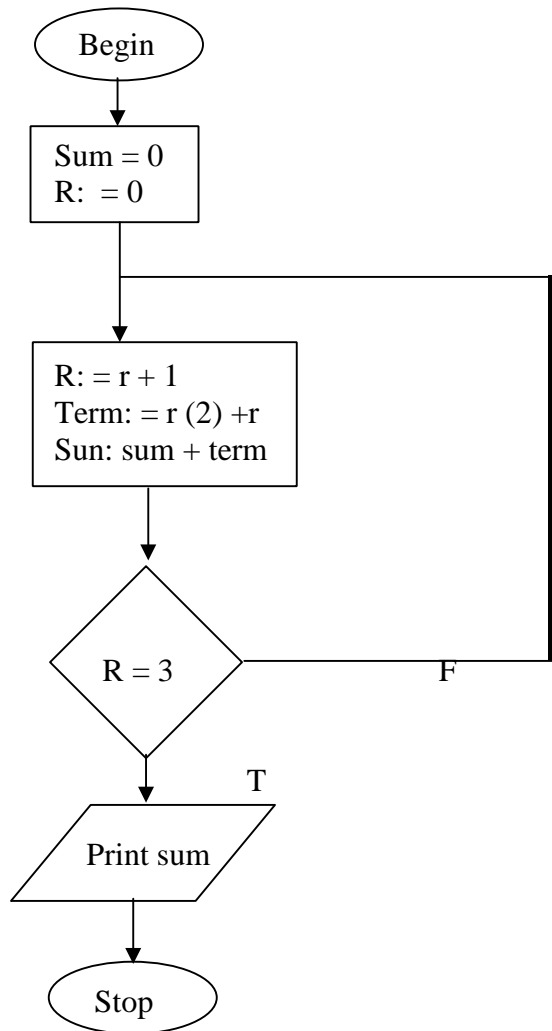 Begin
Sum = 0
R:  = 0
R: = r + 1
Term: = r (2) +r
Sun: sum + term
R = 3
F
T
Print sum
Stop